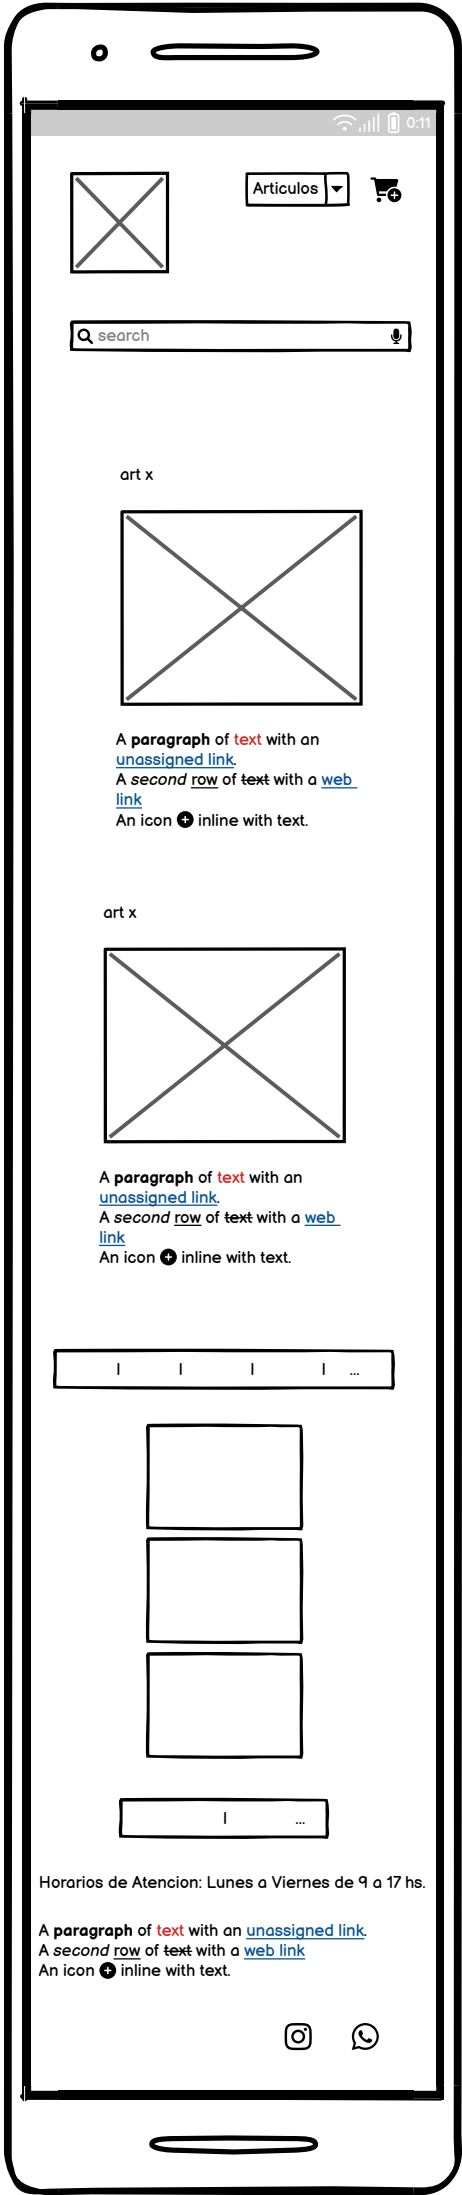 0:11
Articulos
search
art x
A paragraph of text with an
unassigned link.
A second row of text with a web
link
An icon inline with text.
art x
A paragraph of text with an
unassigned link.
A second row of text with a web
link
An icon inline with text.
| | | | ...
| ...
Horarios de Atencion: Lunes a Viernes de 9 a 17 hs.
A paragraph of text with an unassigned link.
A second row of text with a web link
An icon inline with text.